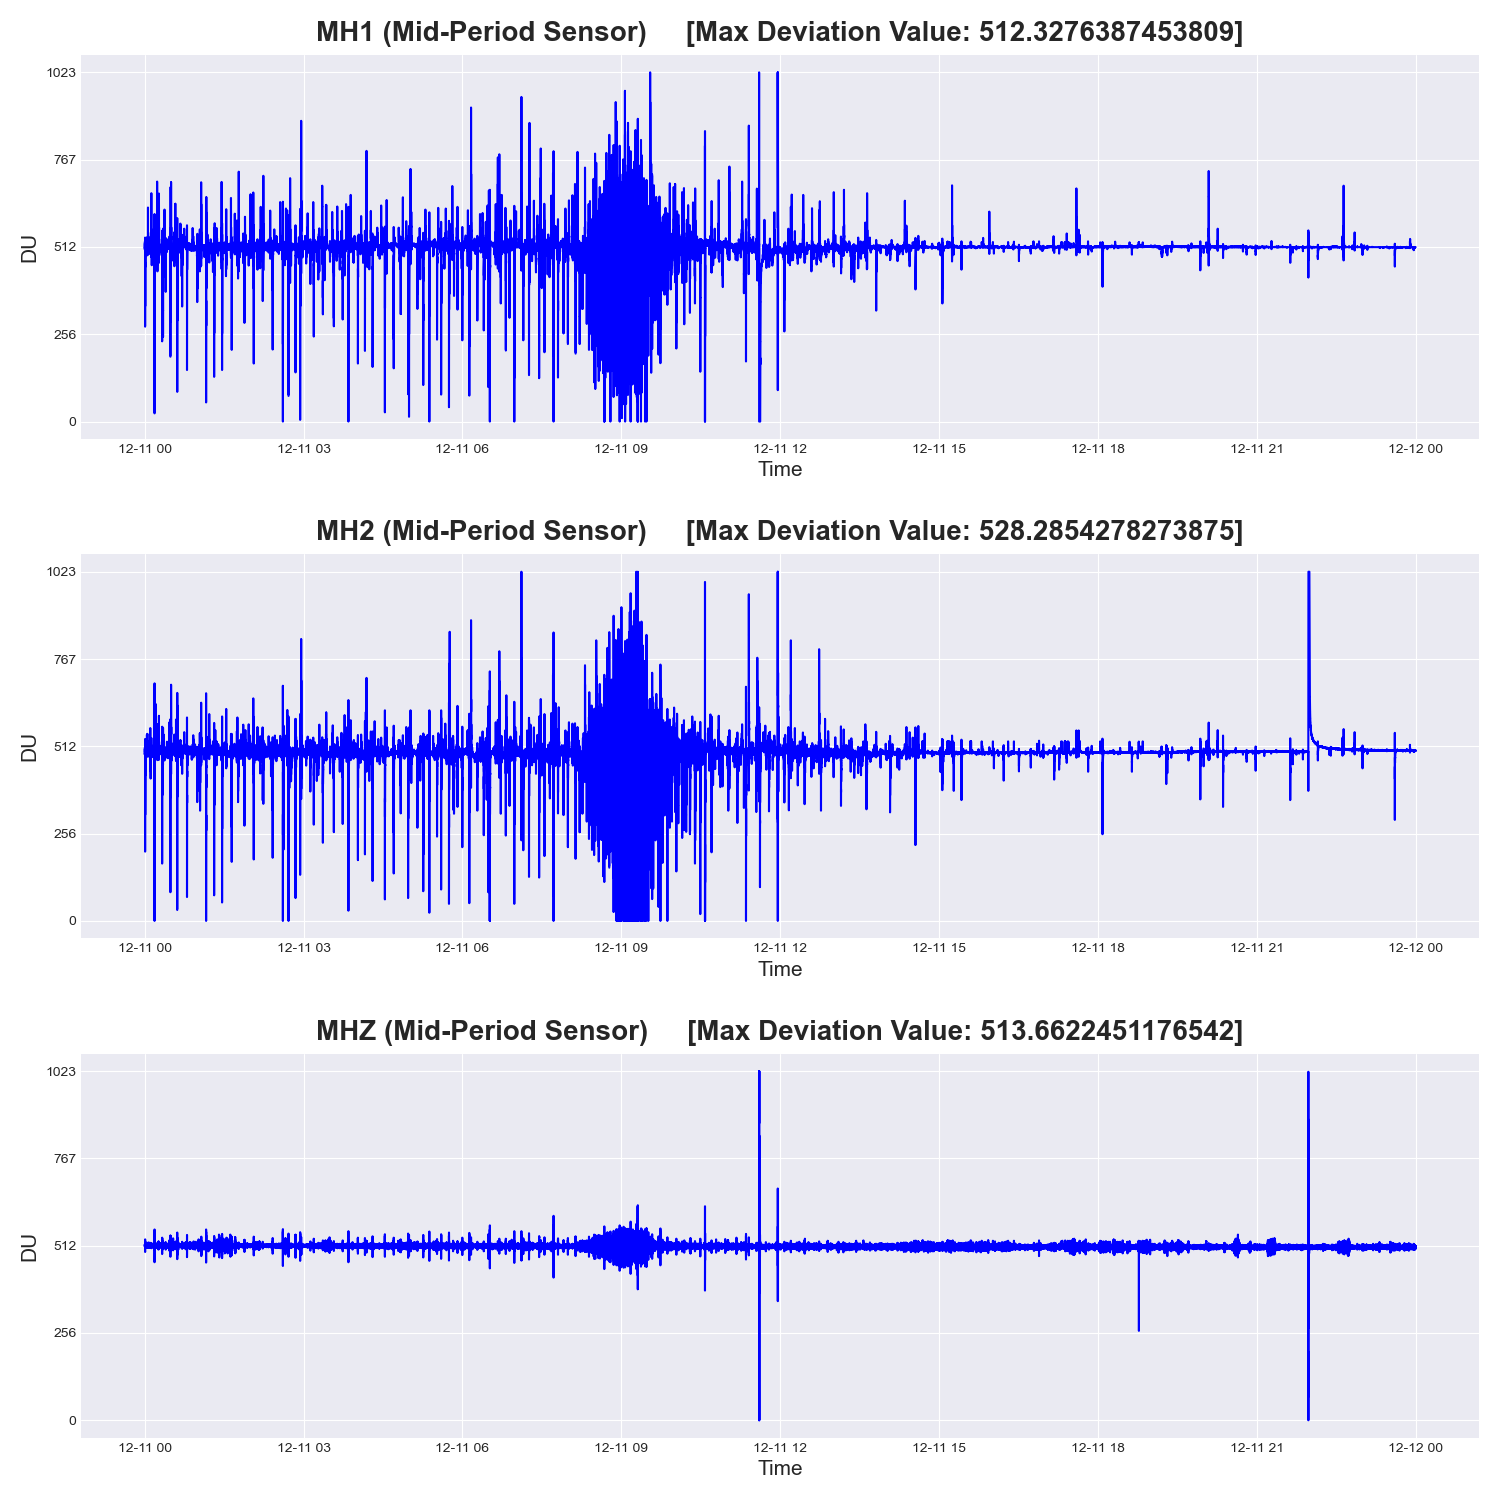 MH1 (Mid-Period Sensor) [Max Deviation Value: 512.3276387453809]
1023
767
512
256
0
DU
12-11 00 12-11 03 12-11 06 12-11 09 12-11 12 12-11 15 12-11 18 12-11 21 12-12 00
Time
MH2 (Mid-Period Sensor) [Max Deviation Value: 528.2854278273875]
1023
767
512
256
0
DU
12-11 00 12-11 03 12-11 06 12-11 09 12-11 12 12-11 15 12-11 18 12-11 21 12-12 00
Time
MHZ (Mid-Period Sensor) [Max Deviation Value: 513.6622451176542]
1023
767
512
256
0
DU
12-11 00 12-11 03 12-11 06 12-11 09 12-11 12 12-11 15 12-11 18 12-11 21 12-12 00
Time